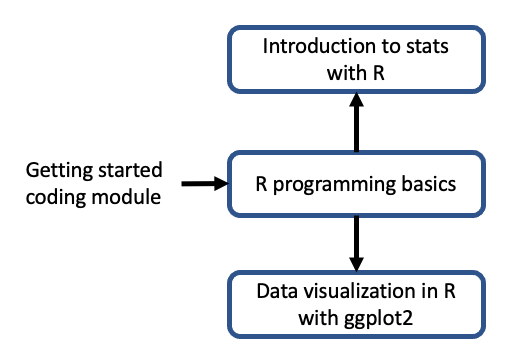 Introduction to stats
with R
Getting started
coding module
R programming basics
Data visualization in R
with ggplot2